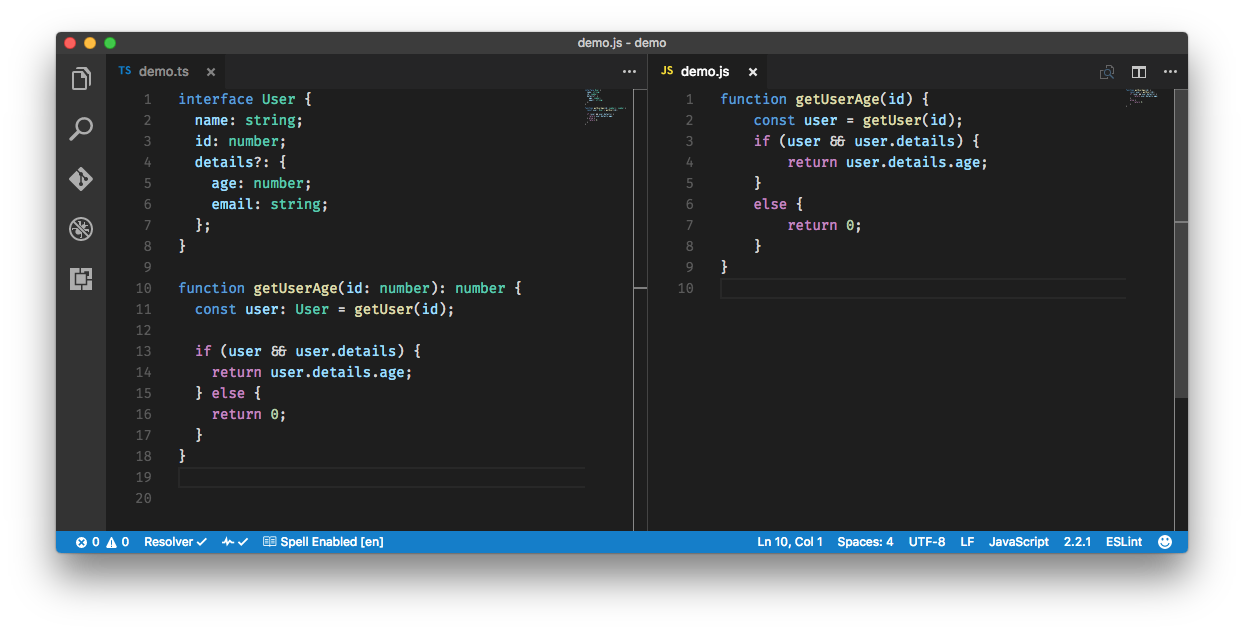 demo.js - demo
TS demo.ts ×
1 interface User {
2   name: string;
3   id: number;
4   details?: {
5     age: number;
6     email: string;
7   };
8 }
9
10 function getUserAge(id: number): number {
11   const user: User = getUser(id);
12
13   if (user && user.details) {
14     return user.details.age;
15   } else {
16     return 0;
17   }
18 }
19
20
JS demo.js ×
1 function getUserAge(id) {
2     const user = getUser(id);
3     if (user && user.details) {
4         return user.details.age;
5     }
6     else {
7         return 0;
8     }
9 }
10
0 0 Resolver ✓ ✓ Spell Enabled [en] Ln 10, Col 1 Spaces: 4 UTF-8 LF JavaScript 2.2.1 ESLint